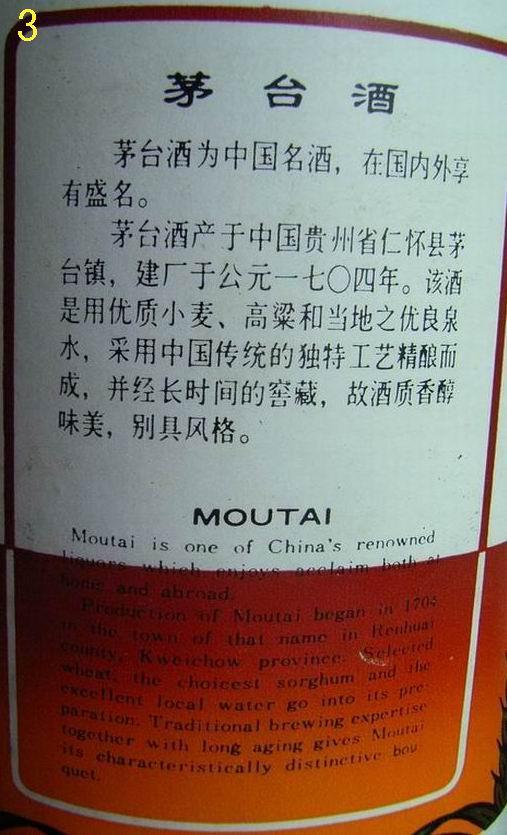 3
茅台酒
茅台酒为中国名酒，在国内外享
有盛名。
茅台酒产于中国贵州省仁怀县茅
台镇，建厂于公元一七〇四年。该酒
是用优质小麦、高粱和当地之优良泉
水，采用中国传统的独特工艺精酿而
成，并经长时间的窖藏，故酒质香醇
味美，别具风格。
MOUTAI
Moutai is one of China's renowned
liquors which enjoys acclaim both at
home and abroad.
Production of Moutai began in 1704
in the town of that name in Renhuai
county, Kweichow province. Selected
wheat, the choicest sorghum and the
excellent local water go into its pre-
paration. Traditional brewing expertise
together with long aging gives Moutai
its characteristically distinctive bou
quet.